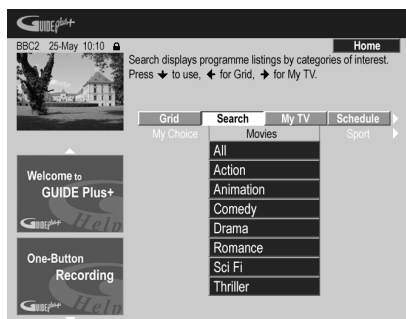 GUIDE plus+
BBC2 25-May 10:10
Home
Search displays programme listings by categories of interest.
Press ↓ to use, ← for Grid, → for My TV.
Grid Search My TV Schedule
My Choice Movies Sport
All
Action
Animation
Comedy
Drama
Romance
Sci Fi
Thriller
Welcome to
GUIDE Plus+
GUIDE plus+ Help
One-Button
Recording
GUIDE plus+ Help